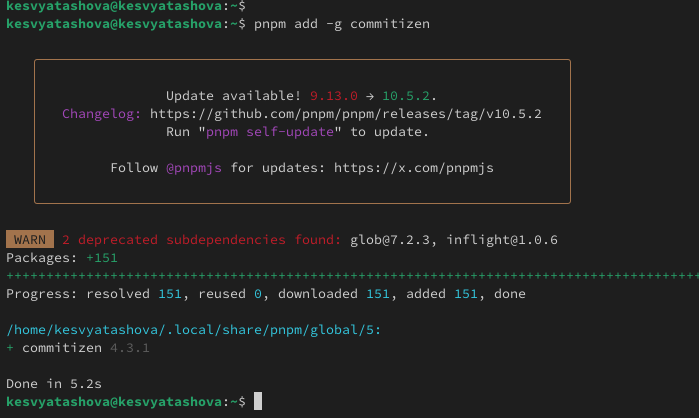 kesvyatashova@kesvyatashova:~$
kesvyatashova@kesvyatashova:~$ pnpm add -g commitizen
Update available! 9.13.0 → 10.5.2.
Changelog: https://github.com/pnpm/pnpm/releases/tag/v10.5.2
Run "pnpm self-update" to update.
Follow @pnpmjs for updates: https://x.com/pnpmjs
WARN 2 deprecated subdependencies found: glob@7.2.3, inflight@1.0.6
Packages: +151
++++++++++++++++++++++++++++++++++++++++++++++++++++++++++++++++++++++++++++++++++++++
Progress: resolved 151, reused 0, downloaded 151, added 151, done
/home/kesvyatashova/.local/share/pnpm/global/5:
+ commitizen 4.3.1
Done in 5.2s
kesvyatashova@kesvyatashova:~$